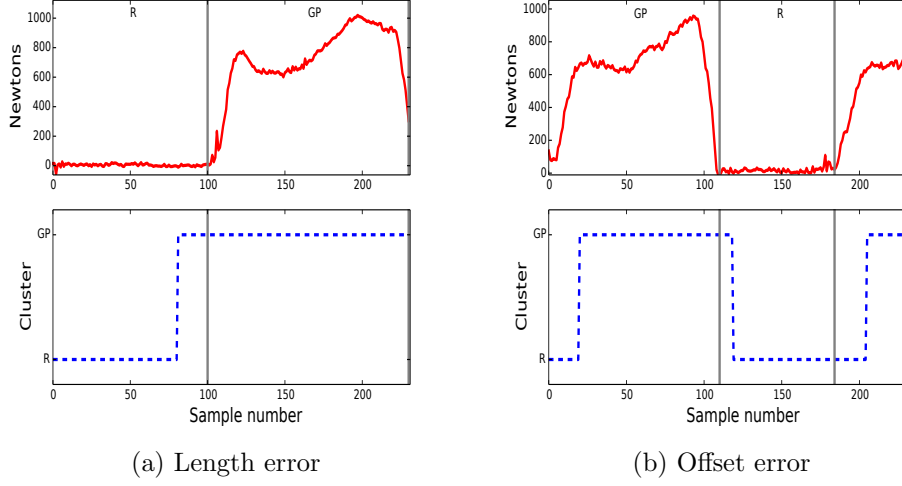 R GP
1000
800
600
400
200
0
Newtons
0 50 100 150 200
GP
R
Cluster
0 50 100 150 200
Sample number
(a) Length error
GP R
1000
800
600
400
200
0
Newtons
0 50 100 150 200
GP
R
Cluster
0 50 100 150 200
Sample number
(b) Offset error